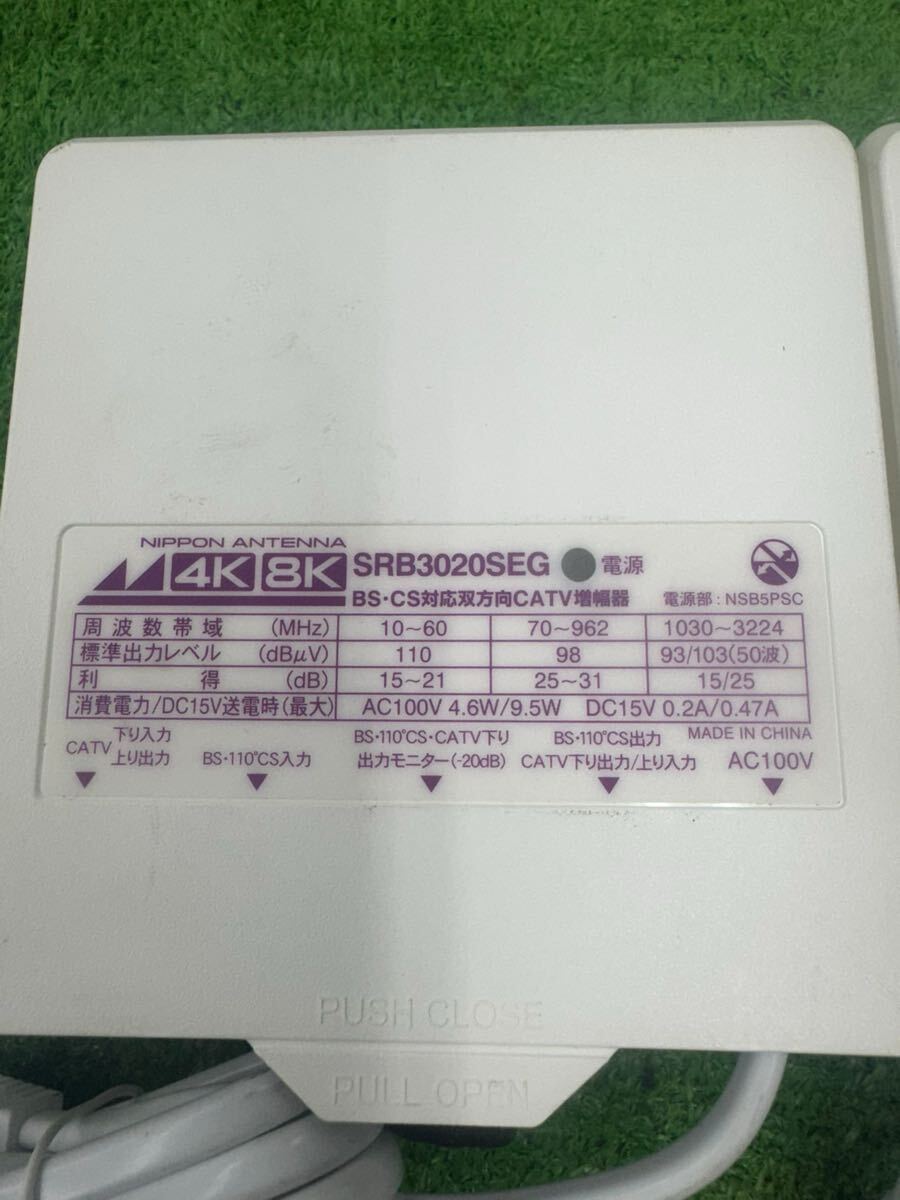 NIPPON ANTENNA
4K 8K SRB3020SEG 電源
BS・CS対応双方向CATV増幅器 電源部:NSB5PSC
周波数帯域 (MHz) 10〜60 70〜962 1030〜3224
標準出力レベル (dBμV) 110 98 93/103(50波)
利得 (dB) 15〜21 25〜31 15/25
消費電力/DC15V送電時(最大) AC100V 4.6W/9.5W DC15V 0.2A/0.47A
MADE IN CHINA
CATV 下り入力
上り出力
BS・110°CS入力
BS・110°CS・CATV下り
出力モニター(-20dB)
BS・110°CS出力
CATV下り出力/上り入力
AC100V
PUSH CLOSE
PULL OPEN